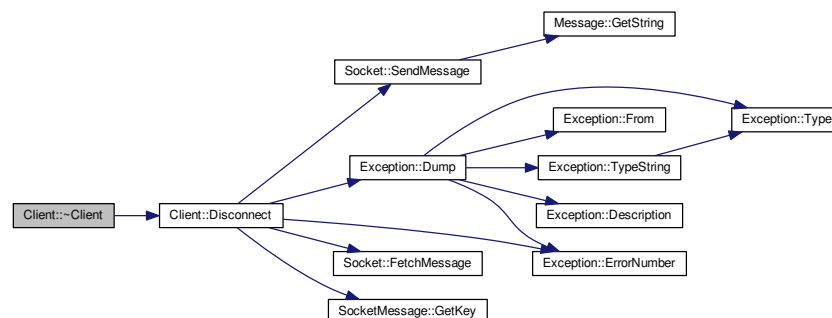 Message::GetString
Socket::SendMessage
Exception::From
Exception::Type
Exception::Dump
Exception::TypeString
Client::~Client
Client::Disconnect
Exception::Description
Socket::FetchMessage
Exception::ErrorNumber
SocketMessage::GetKey